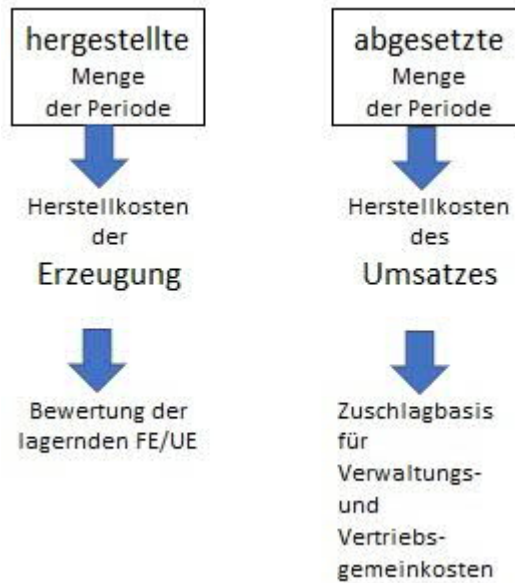 hergestellte
Menge
der Periode
Herstellkosten
der
Erzeugung
Bewertung der
lagernden FE/UE
abgesetzte
Menge
der Periode
Herstellkosten
des
Umsatzes
Zuschlagbasis
für
Verwaltungs-
und
Vertriebs-
gemeinkosten